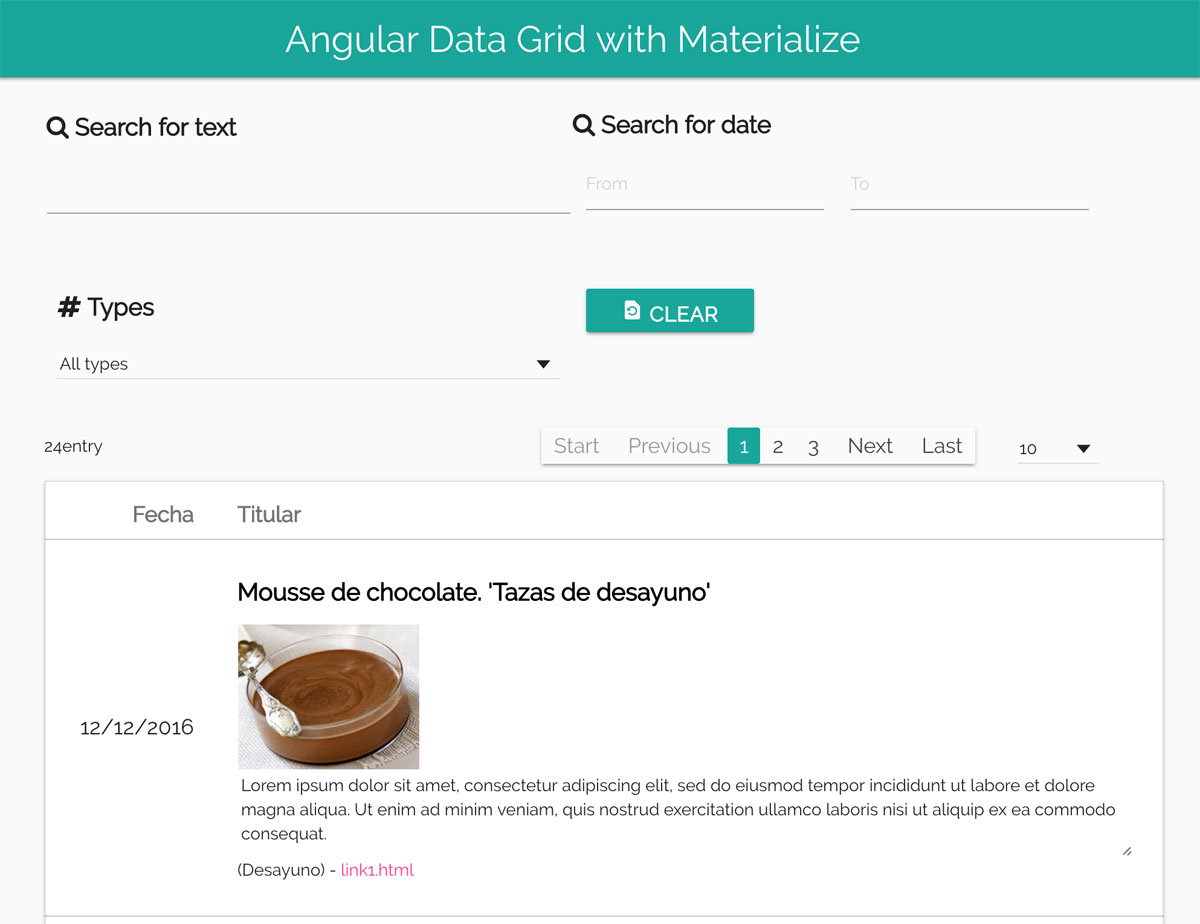 Angular Data Grid with Materialize
Search for text
Search for date
From
To
# Types
CLEAR
All types
24entry
Start Previous 1 2 3 Next Last
10
Fecha Titular
Mousse de chocolate. 'Tazas de desayuno'
12/12/2016
Lorem ipsum dolor sit amet, consectetur adipiscing elit, sed do eiusmod tempor incididunt ut labore et dolore
magna aliqua. Ut enim ad minim veniam, quis nostrud exercitation ullamco laboris nisi ut aliquip ex ea commodo
consequat.
(Desayuno) - link1.html